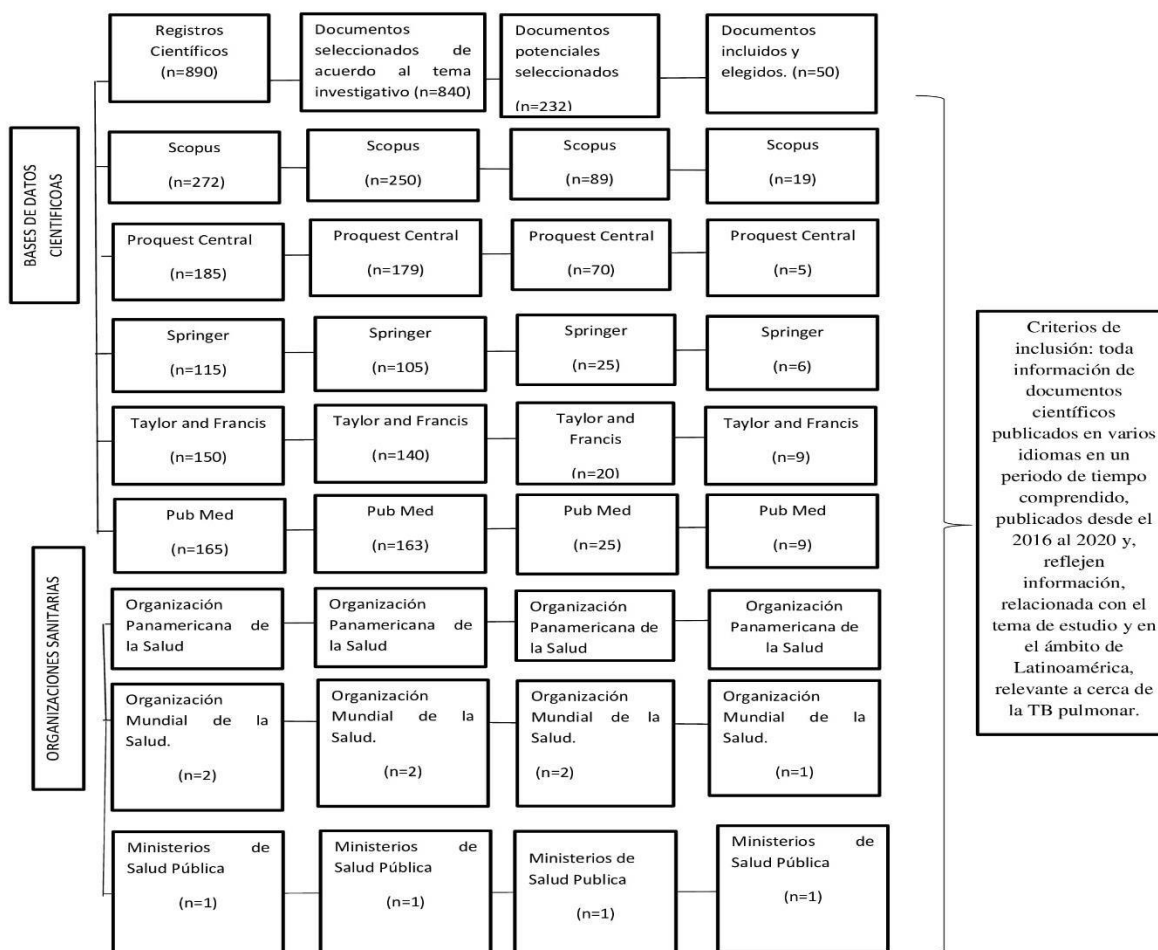 Registros
Científicos
(n=890)
Documentos
seleccionados de
acuerdo al tema
investigativo (n=840)
Documentos
potenciales
seleccionados
(n=232)
Documentos
incluidos y
elegidos. (n=50)
BASES DE DATOS
CIENTIFICOAS
Scopus
(n=272)
Scopus
(n=250)
Scopus
(n=89)
Scopus
(n=19)
Proquest Central
(n=185)
Proquest Central
(n=179)
Proquest Central
(n=70)
Proquest Central
(n=5)
Springer
(n=115)
Springer
(n=105)
Springer
(n=25)
Springer
(n=6)
Taylor and Francis
(n=150)
Taylor and Francis
(n=140)
Taylor and
Francis
(n=20)
Taylor and Francis
(n=9)
Pub Med
(n=165)
Pub Med
(n=163)
Pub Med
(n=25)
Pub Med
(n=9)
ORGANIZACIONES SANITARIAS
Organización
Panamericana de
la Salud
Organización
Panamericana de
la Salud
Organización
Panamericana de
la Salud
Organización
Panamericana de
la Salud
Organización
Mundial de la
Salud.
(n=2)
Organización
Mundial de la
Salud.
(n=2)
Organización
Mundial de la
Salud.
(n=2)
Organización
Mundial de la
Salud.
(n=1)
Ministerios de
Salud Pública
(n=1)
Ministerios de
Salud Pública
(n=1)
Ministerios de
Salud Publica
(n=1)
Ministerios de
Salud Pública
(n=1)
Criterios de
inclusión: toda
información de
documentos
científicos
publicados en varios
idiomas en un
periodo de tiempo
comprendido,
publicados desde el
2016 al 2020 y,
reflejen
información,
relacionada con el
tema de estudio y en
el ámbito de
Latinoamérica,
relevante a cerca de
la TB pulmonar.